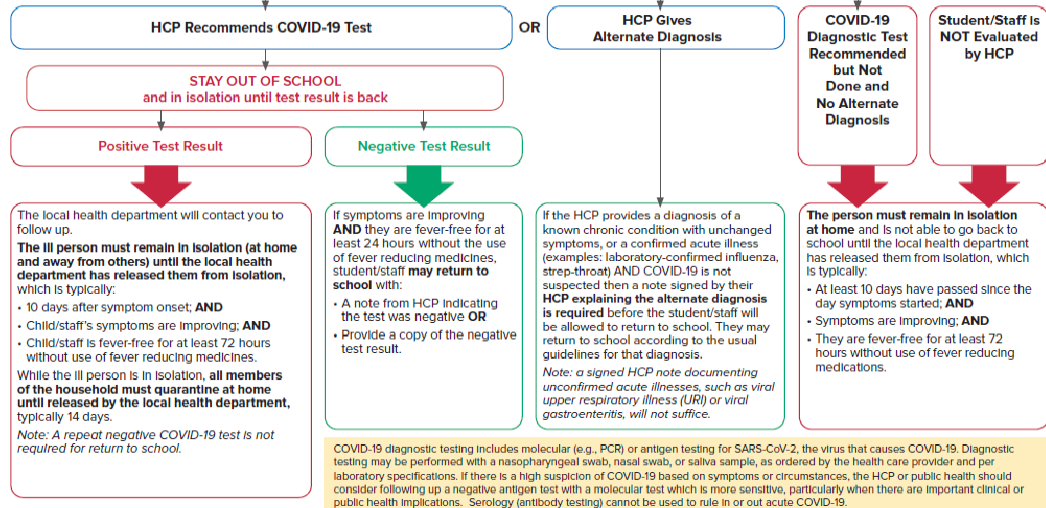 HCP Recommends COVID-19 Test
OR
HCP Gives
Alternate Diagnosis
COVID-19
Diagnostic Test
Recommended
but Not
Done and
No Alternate
Diagnosis
Student/Staff is
NOT Evaluated
by HCP
STAY OUT OF SCHOOL
and in isolation until test result is back
Positive Test Result
Negative Test Result
The local health department will contact you to
follow up.
The ill person must remain in isolation (at home
and away from others) until the local health
department has released them from isolation,
which is typically:
• 10 days after symptom onset; AND
• Child/staff's symptoms are improving; AND
• Child/staff is fever-free for at least 72 hours
without use of fever reducing medicines.
While the ill person is in isolation, all members
of the household must quarantine at home
until released by the local health department,
typically 14 days.
Note: A repeat negative COVID-19 test is not
required for return to school.
If symptoms are improving
AND they are fever-free for at
least 24 hours without the use
of fever reducing medicines,
student/staff may return to
school with:
• A note from HCP indicating
the test was negative OR
• Provide a copy of the negative
test result.
If the HCP provides a diagnosis of a
known chronic condition with unchanged
symptoms, or a confirmed acute illness
(examples: laboratory-confirmed influenza,
strep-throat) AND COVID-19 is not
suspected then a note signed by their
HCP explaining the alternate diagnosis
is required before the student/staff will
be allowed to return to school. They may
return to school according to the usual
guidelines for that diagnosis.
Note: a signed HCP note documenting
unconfirmed acute illnesses, such as viral
upper respiratory illness (URI) or viral
gastroenteritis, will not suffice.
The person must remain in isolation
at home and is not able to go back to
school until the local health department
has released them from isolation, which
is typically:
• At least 10 days have passed since the
day symptoms started; AND
• Symptoms are improving; AND
• They are fever-free for at least 72
hours without use of fever reducing
medications.
COVID-19 diagnostic testing includes molecular (e.g., PCR) or antigen testing for SARS-CoV-2, the virus that causes COVID-19. Diagnostic
testing may be performed with a nasopharyngeal swab, nasal swab, or saliva sample, as ordered by the health care provider and per
laboratory specifications. If there is a high suspicion of COVID-19 based on symptoms or circumstances, the HCP or public health should
consider following up a negative antigen test with a molecular test which is more sensitive, particularly when there are important clinical or
public health implications. Serology (antibody testing) cannot be used to rule in or out acute COVID-19.